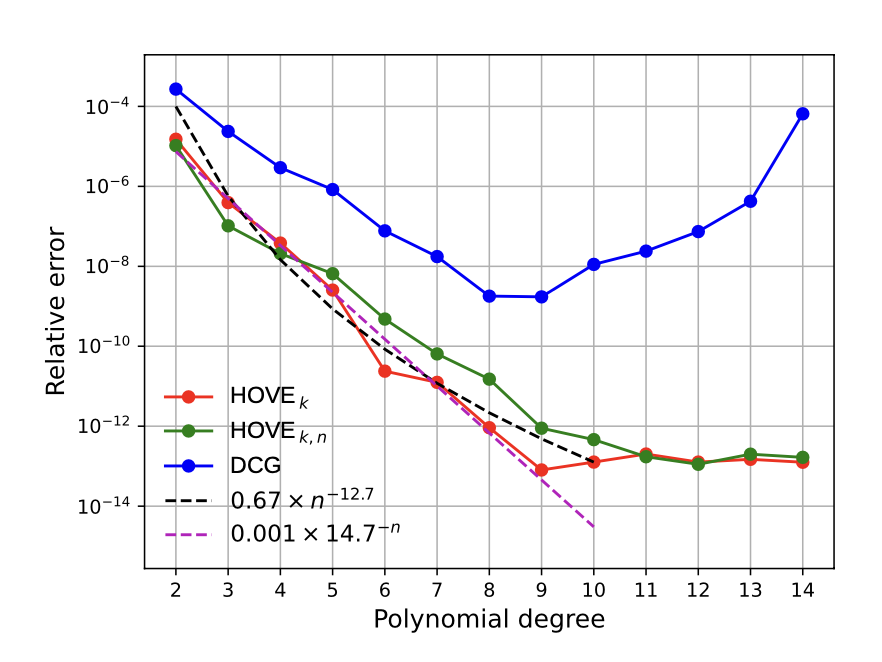 Relative error
10⁻⁴
10⁻⁶
10⁻⁸
10⁻¹⁰
10⁻¹²
10⁻¹⁴
HOVEₖ
HOVEₖ,ₙ
DCG
0.67 × n⁻¹²·⁷
0.001 × 14.7⁻ⁿ
2 3 4 5 6 7 8 9 10 11 12 13 14
Polynomial degree